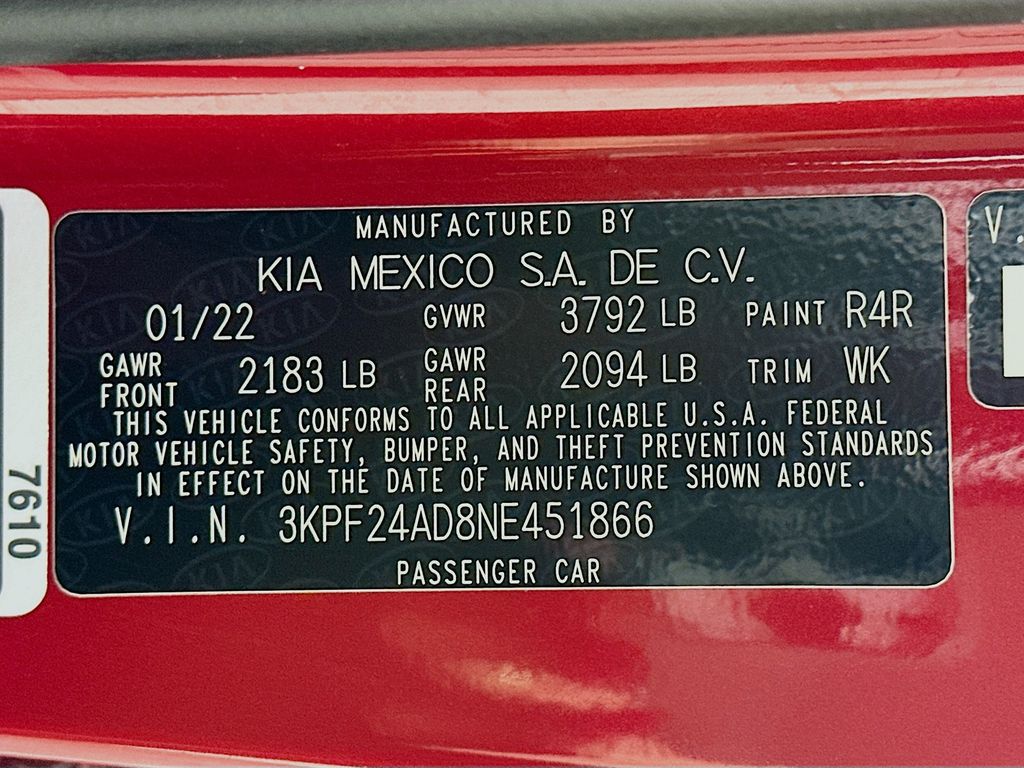 MANUFACTURED BY
KIA MEXICO S.A. DE C.V.
01/22 GVWR 3792 LB PAINT R4R
GAWR FRONT 2183 LB GAWR REAR 2094 LB TRIM WK
THIS VEHICLE CONFORMS TO ALL APPLICABLE U.S.A. FEDERAL
MOTOR VEHICLE SAFETY, BUMPER, AND THEFT PREVENTION STANDARDS
IN EFFECT ON THE DATE OF MANUFACTURE SHOWN ABOVE.
V.I.N. 3KPF24AD8NE451866
PASSENGER CAR
7610
V.